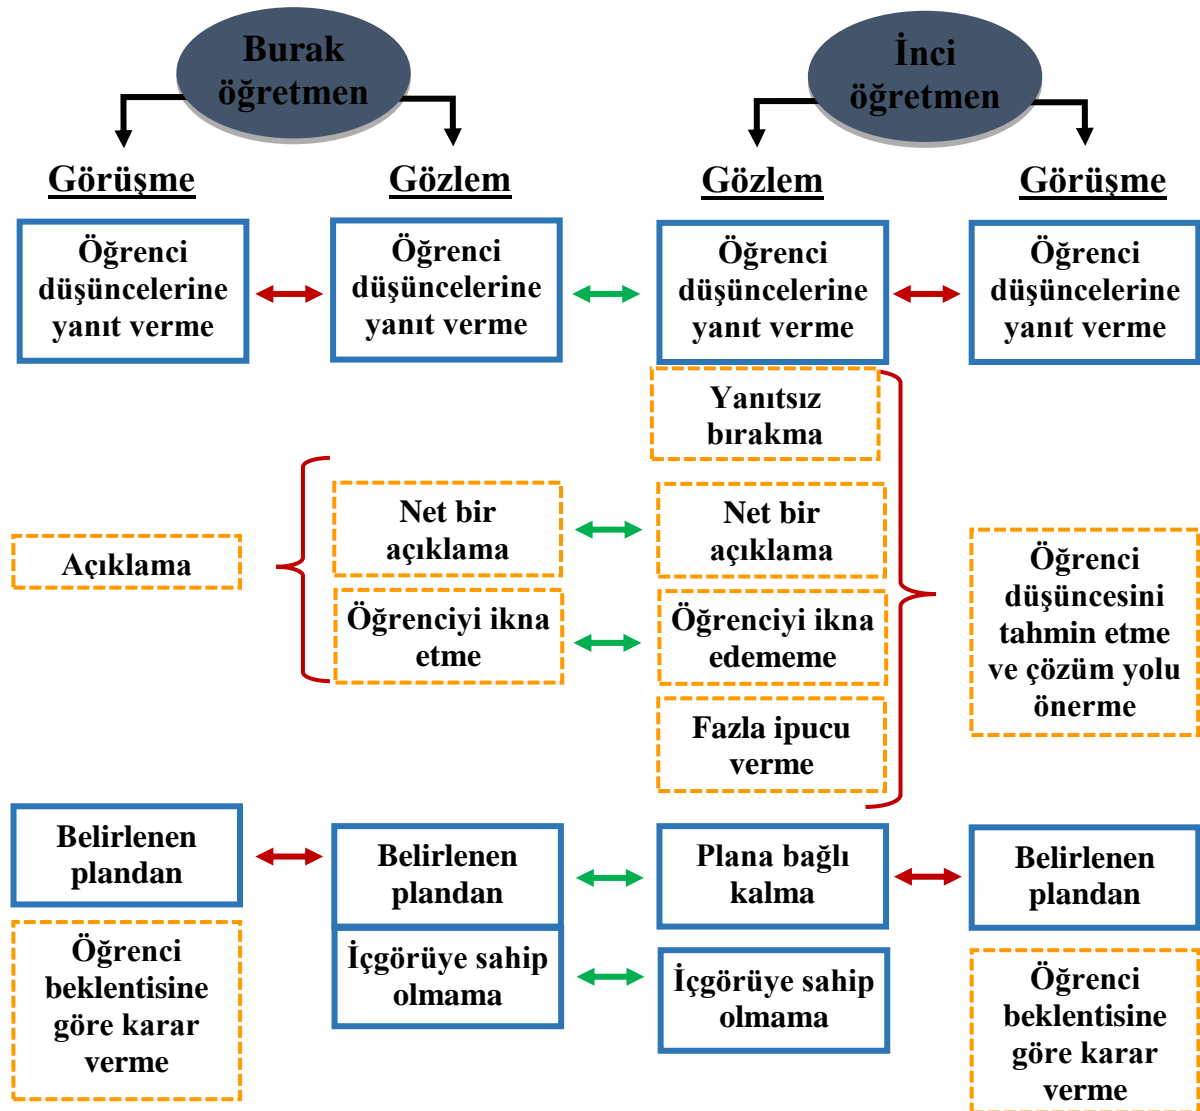 Burak
öğretmen
İnci
öğretmen
Görüşme
Gözlem
Gözlem
Görüşme
Öğrenci
düşüncelerine
yanıt verme
Öğrenci
düşüncelerine
yanıt verme
Öğrenci
düşüncelerine
yanıt verme
Öğrenci
düşüncelerine
yanıt verme
Yanıtsız
bırakma
Açıklama
Net bir
açıklama
Net bir
açıklama
Öğrenciyi ikna
etme
Öğrenciyi ikna
edememe
Fazla ipucu
verme
Öğrenci
düşüncesini
tahmin etme
ve çözüm yolu
önerme
Belirlenen
plandan
Belirlenen
plandan
Plana bağlı
kalma
Belirlenen
plandan
Öğrenci
beklentisine
göre karar
verme
İçgörüye sahip
olmama
İçgörüye sahip
olmama
Öğrenci
beklentisine
göre karar
verme